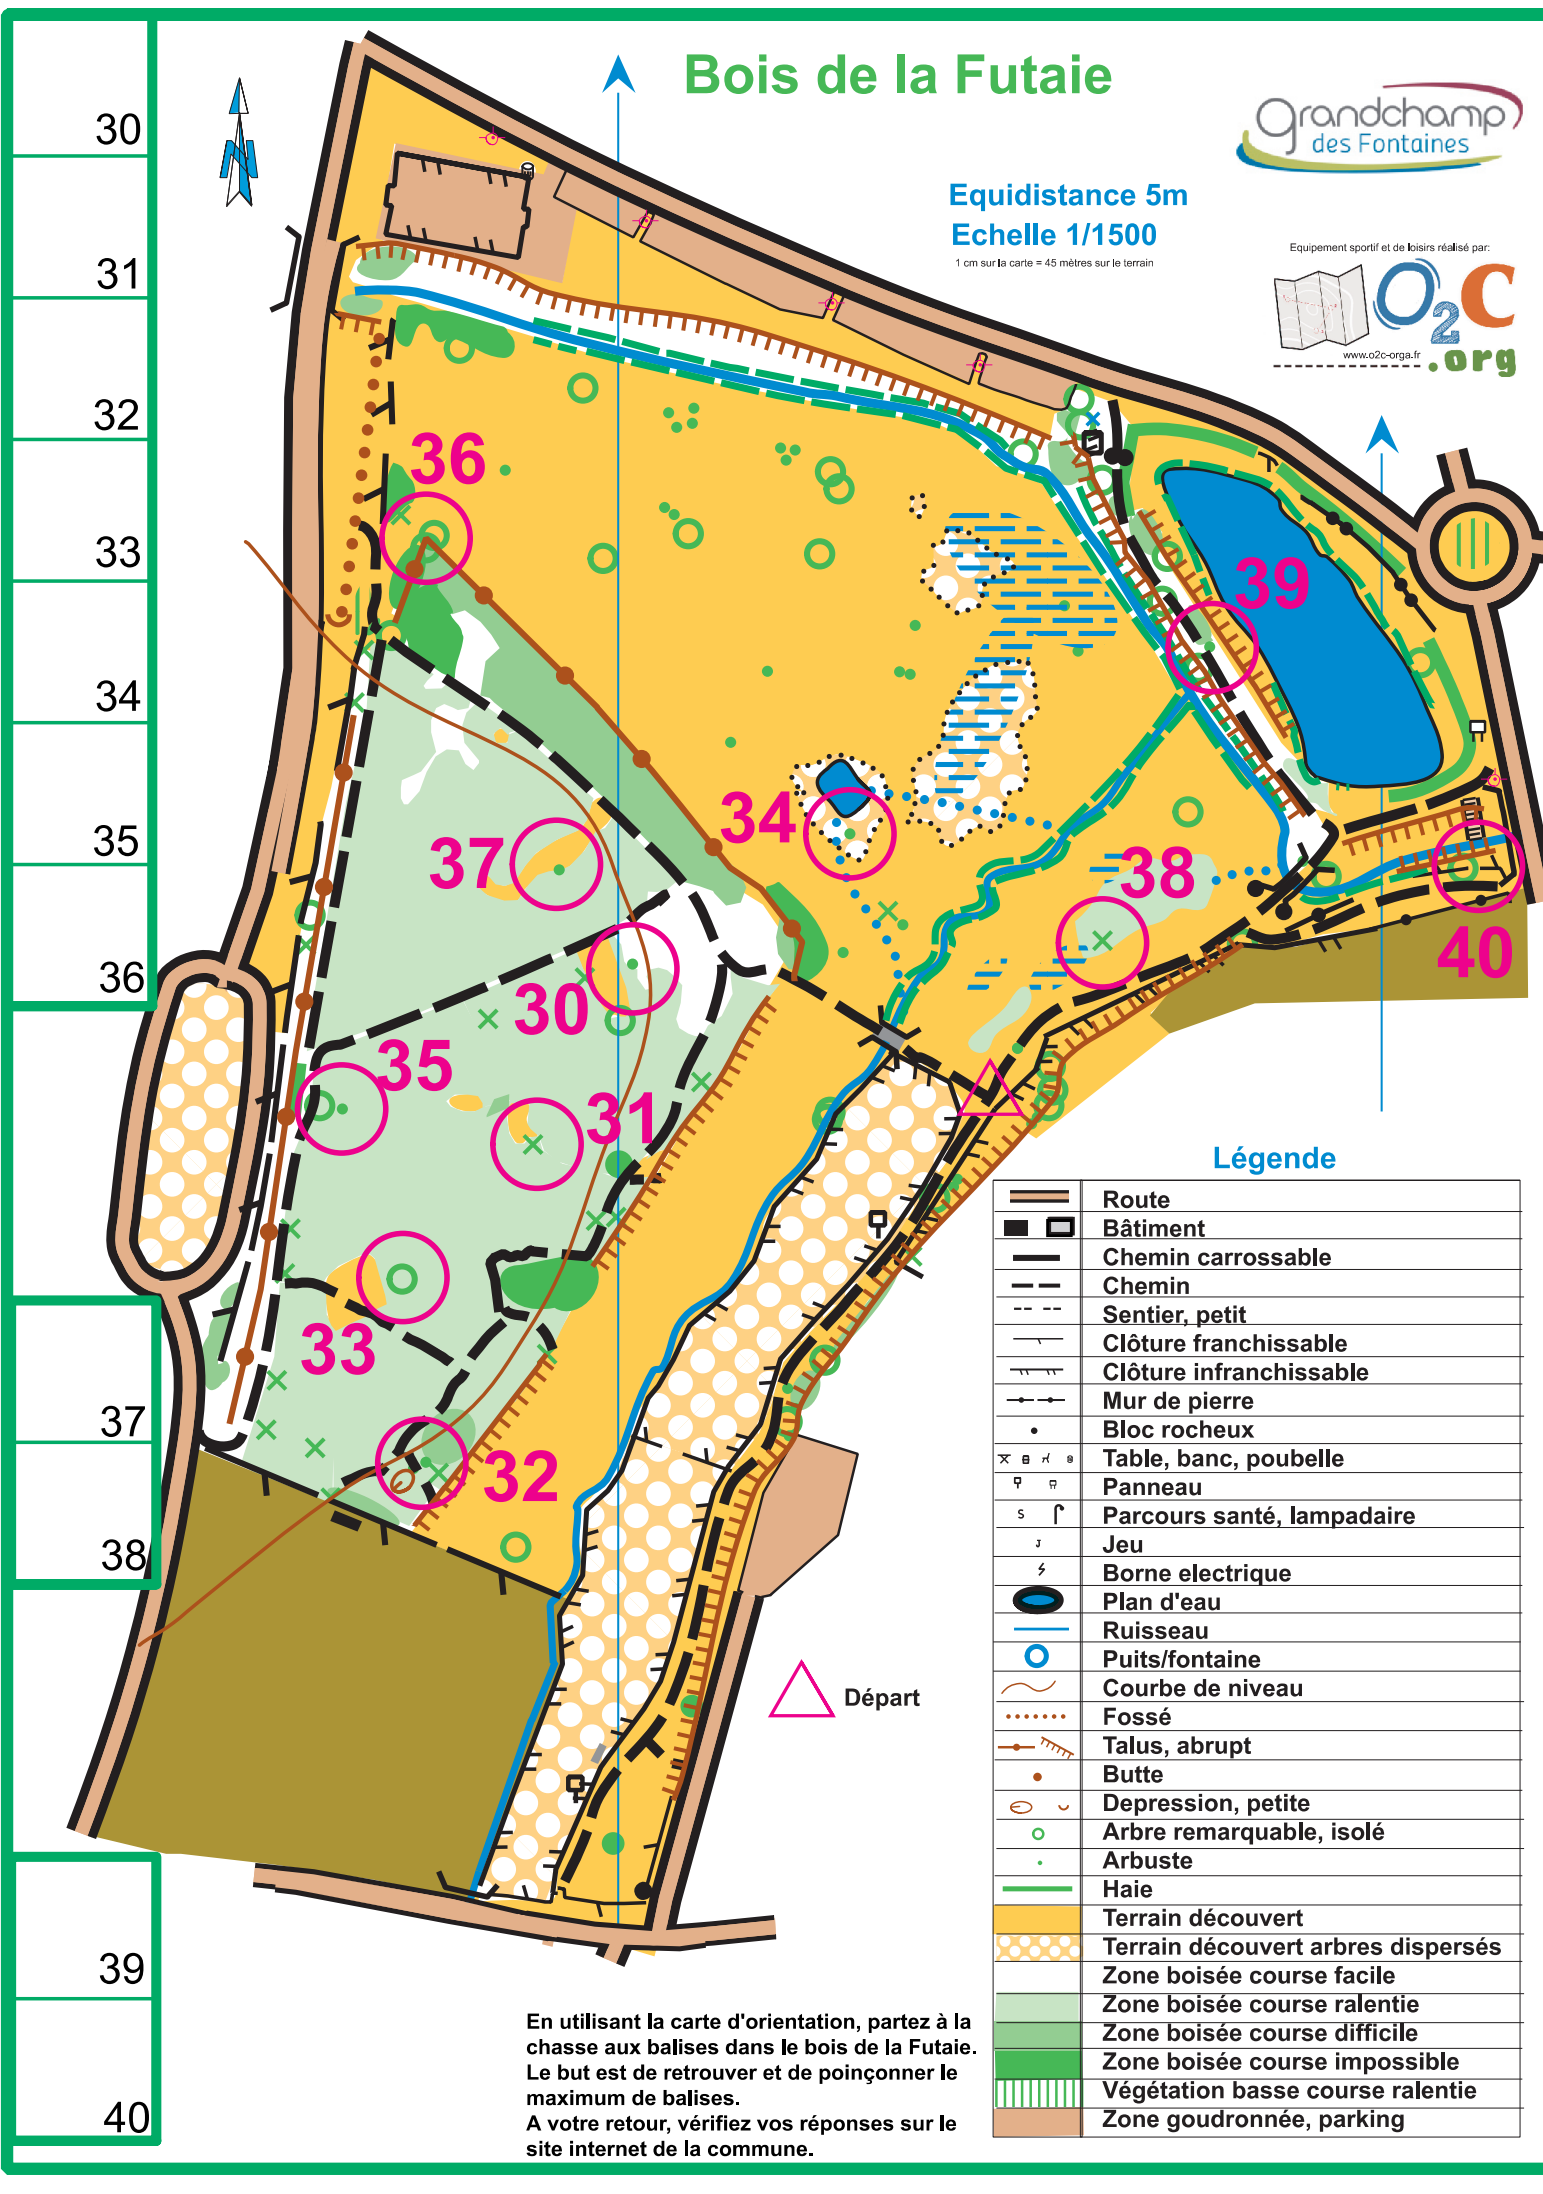 Bois de la Futaie
Grandchamp
des Fontaines
Equidistance 5m
Echelle 1/1500
1 cm sur la carte = 45 mètres sur le terrain
Equipement sportif et de loisirs réalisé par:
O2C
www.o2c-orga.fr
.org
N
30
31
32
33
34
35
36
37
38
39
40
36
39
34
37
38
40
30
35
31
33
32
Départ
Légende
Route
Bâtiment
Chemin carrossable
Chemin
Sentier, petit
Clôture franchissable
Clôture infranchissable
Mur de pierre
Bloc rocheux
Table, banc, poubelle
Panneau
S Parcours santé, lampadaire
J Jeu
Borne electrique
Plan d'eau
Ruisseau
Puits/fontaine
Courbe de niveau
Fossé
Talus, abrupt
Butte
Depression, petite
Arbre remarquable, isolé
Arbuste
Haie
Terrain découvert
Terrain découvert arbres dispersés
Zone boisée course facile
Zone boisée course ralentie
Zone boisée course difficile
Zone boisée course impossible
Végétation basse course ralentie
Zone goudronnée, parking
En utilisant la carte d'orientation, partez à la
chasse aux balises dans le bois de la Futaie.
Le but est de retrouver et de poinçonner le
maximum de balises.
A votre retour, vérifiez vos réponses sur le
site internet de la commune.